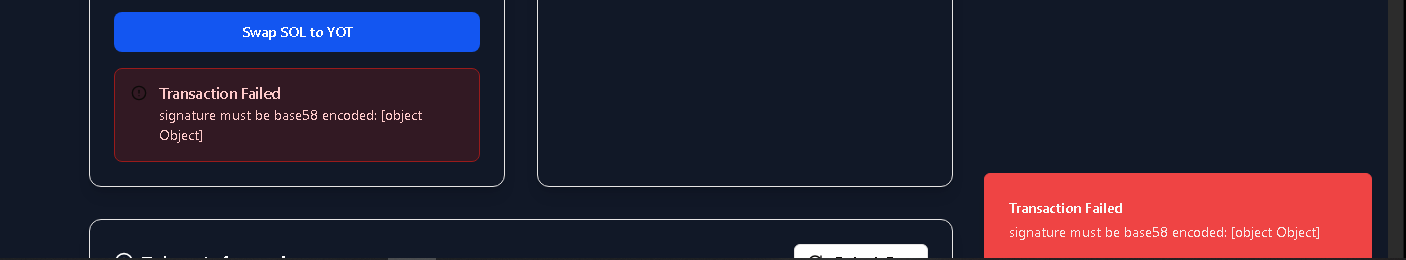 Swap SOL to YOT
Transaction Failed
signature must be base58 encoded: [object
Object]
Transaction Failed
signature must be base58 encoded: [object Object]